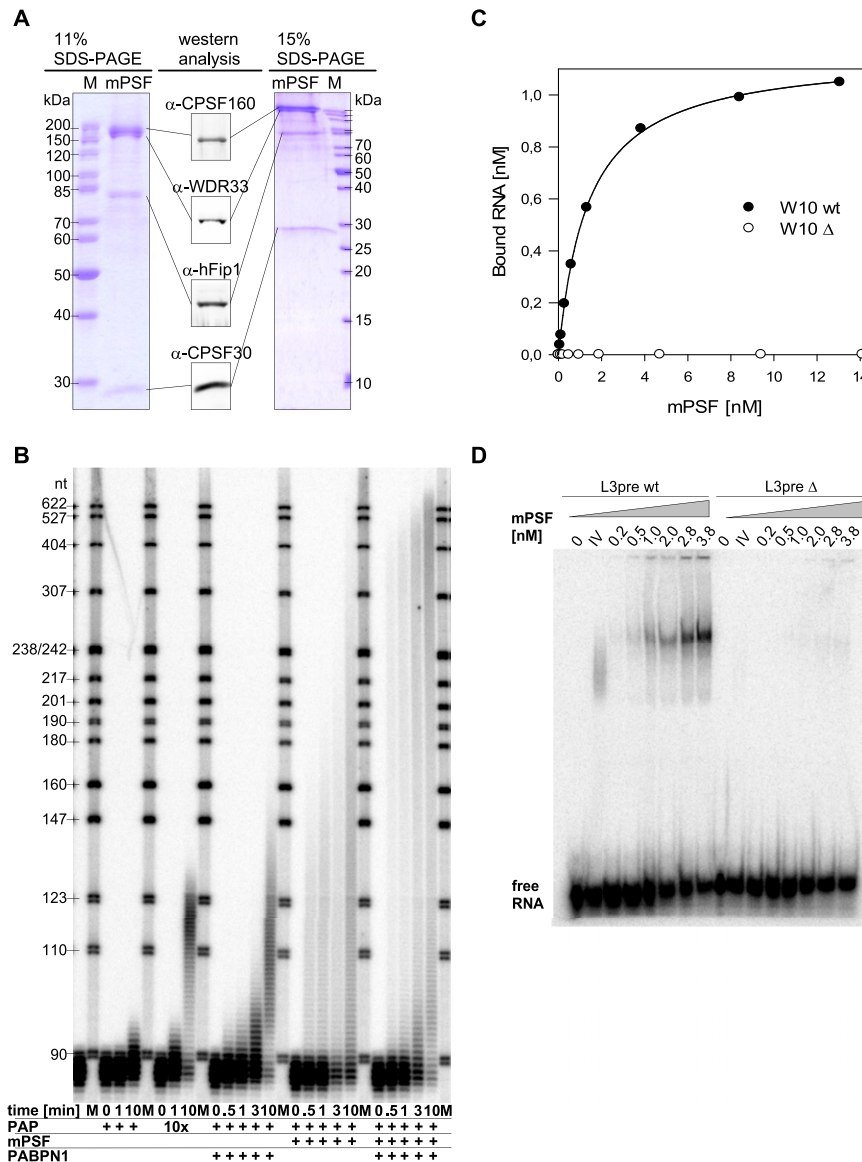 A
11%
SDS-PAGE
western
analysis
15%
SDS-PAGE
M mPSF
mPSF M
kDa
kDa
200
150
120
100
85
70
60
50
40
30
α-CPSF160
α-WDR33
α-hFip1
α-CPSF30
70
60
50
40
30
25
20
15
10
C
Bound RNA [nM]
1,0
0,8
0,6
0,4
0,2
0,0
W10 wt
W10 Δ
0 2 4 6 8 10 12 14
mPSF [nM]
B
nt
622
527
404
307
238/242
217
201
190
180
160
147
123
110
90
time [min] M 0 1 10 M 0 1 10 M 0 0.5 1 3 10 M 0 0.5 1 3 10 M 0 0.5 1 3 10 M
PAP + + + 10x + + + + + + + + + + + + + + +
mPSF + + + + + + + + + +
PABPN1 + + + + + + + + + +
D
L3pre wt L3pre Δ
mPSF
[nM]
0 IV 0.2 0.5 1.0 2.0 2.8 3.8 0 IV 0.2 0.5 1.0 2.0 2.8 3.8
free
RNA